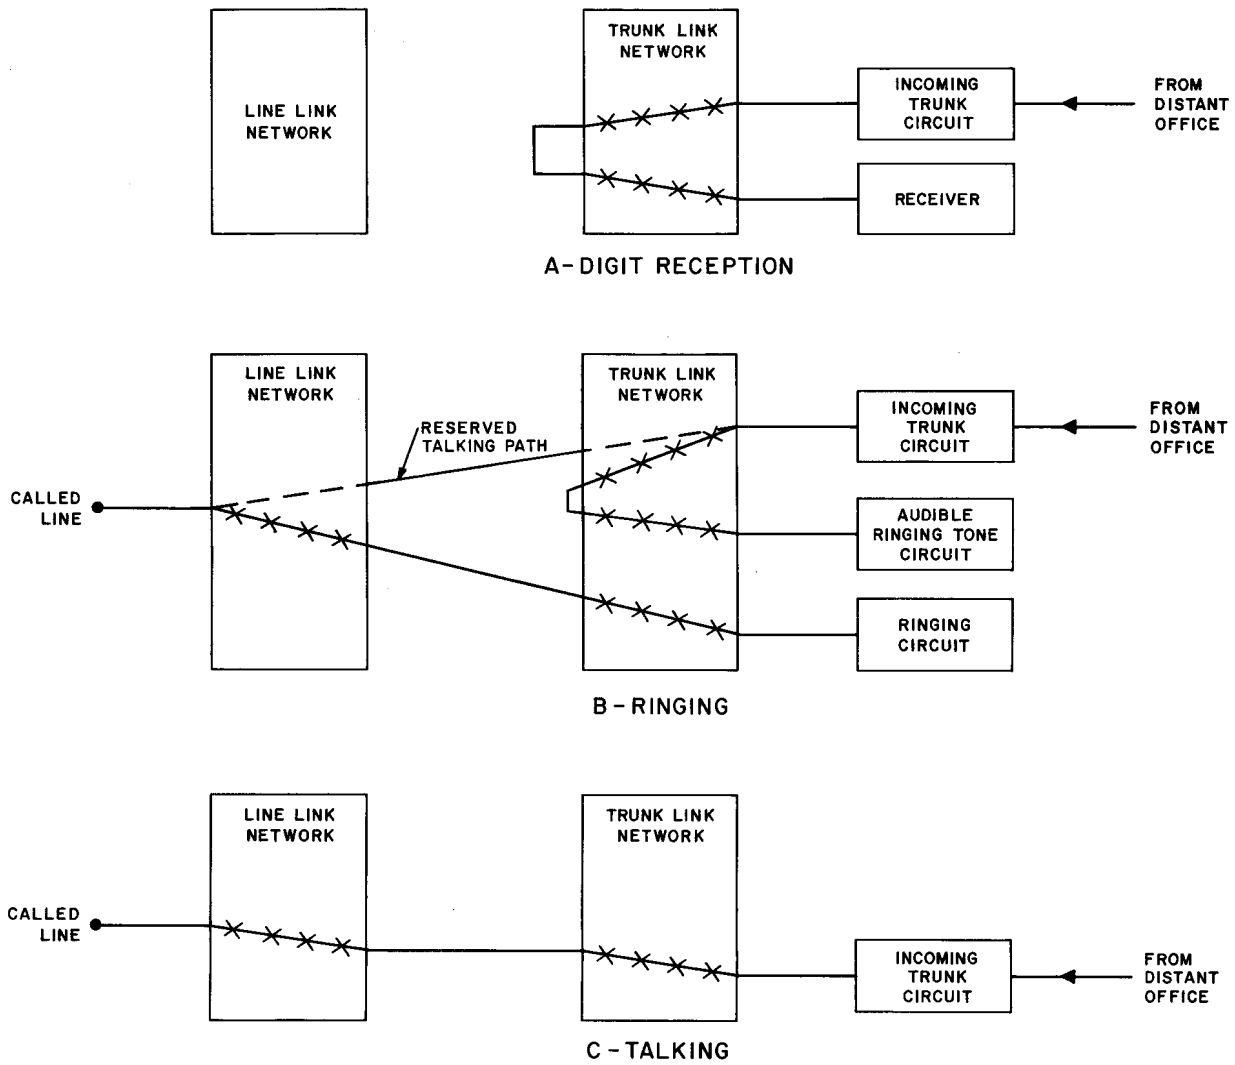 LINE LINK
NETWORK
TRUNK LINK
NETWORK
INCOMING
TRUNK
CIRCUIT
FROM
DISTANT
OFFICE
RECEIVER
A-DIGIT RECEPTION
LINE LINK
NETWORK
TRUNK LINK
NETWORK
RESERVED
TALKING PATH
INCOMING
TRUNK
CIRCUIT
FROM
DISTANT
OFFICE
CALLED
LINE
AUDIBLE
RINGING TONE
CIRCUIT
RINGING
CIRCUIT
B-RINGING
LINE LINK
NETWORK
TRUNK LINK
NETWORK
CALLED
LINE
INCOMING
TRUNK
CIRCUIT
FROM
DISTANT
OFFICE
C-TALKING